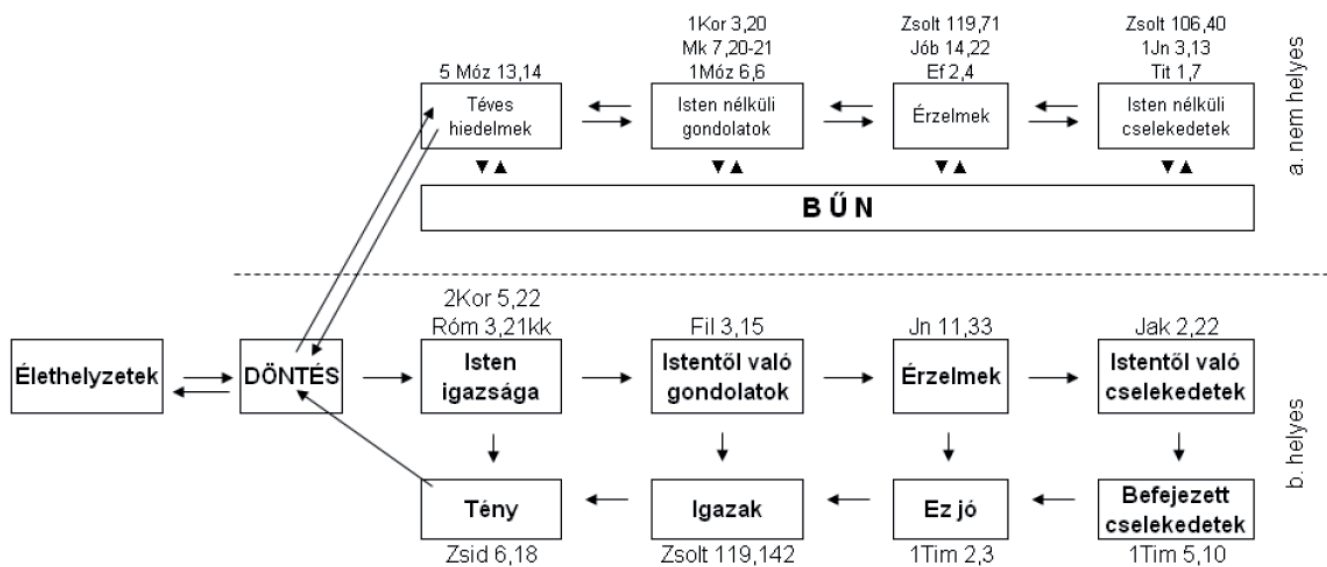 1Kor 3,20
Mk 7,20-21
1Móz 6,6
Zsolt 119,71
Jób 14,22
Ef 2,4
Zsolt 106,40
1Jn 3,13
Tit 1,7
5 Móz 13,14
Téves
hiedelmek
Isten nélküli
gondolatok
Érzelmek
Isten nélküli
cselekedetek
a. nem helyes
B Ű N
2Kor 5,22
Róm 3,21kk
Fil 3,15
Jn 11,33
Jak 2,22
Élethelyzetek
DÖNTÉS
Isten
igazsága
Istentől való
gondolatok
Érzelmek
Istentől való
cselekedetek
b. helyes
Tény
Igazak
Ez jó
Befejezett
cselekedetek
Zsid 6,18
Zsolt 119,142
1Tim 2,3
1Tim 5,10